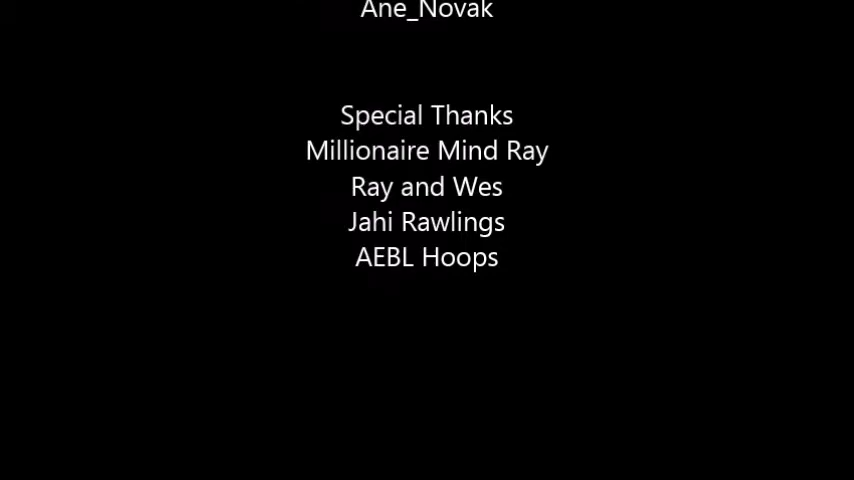 Ane_Novak
Special Thanks
Millionaire Mind Ray
Ray and Wes
Jahi Rawlings
AEBL Hoops